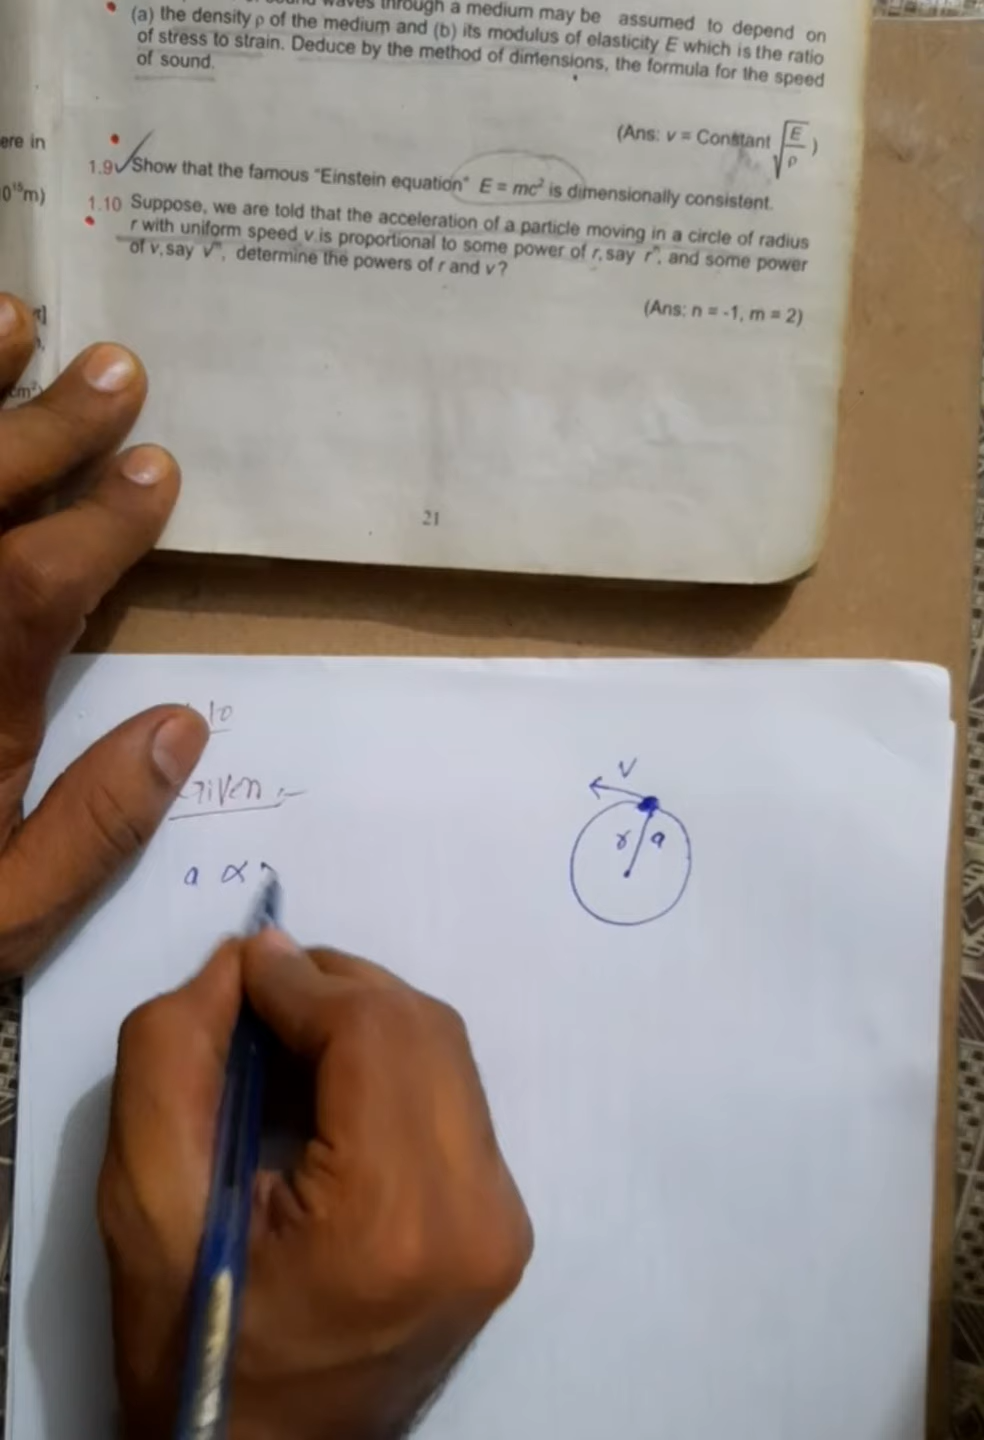 waves through a medium may be assumed to depend on
(a) the density ρ of the medium and (b) its modulus of elasticity E which is the ratio
of stress to strain. Deduce by the method of dimensions, the formula for the speed
of sound.
(Ans: v = Constant √(E/ρ))
ere in
1.9 Show that the famous "Einstein equation" E = mc² is dimensionally consistent.
0¹⁵m)
1.10 Suppose, we are told that the acceleration of a particle moving in a circle of radius
r with uniform speed v is proportional to some power of r, say rⁿ, and some power
of v, say vᵐ, determine the powers of r and v?
(Ans: n = -1, m = 2)
cm²)
21
10
Given :-
v
r a
a ∝